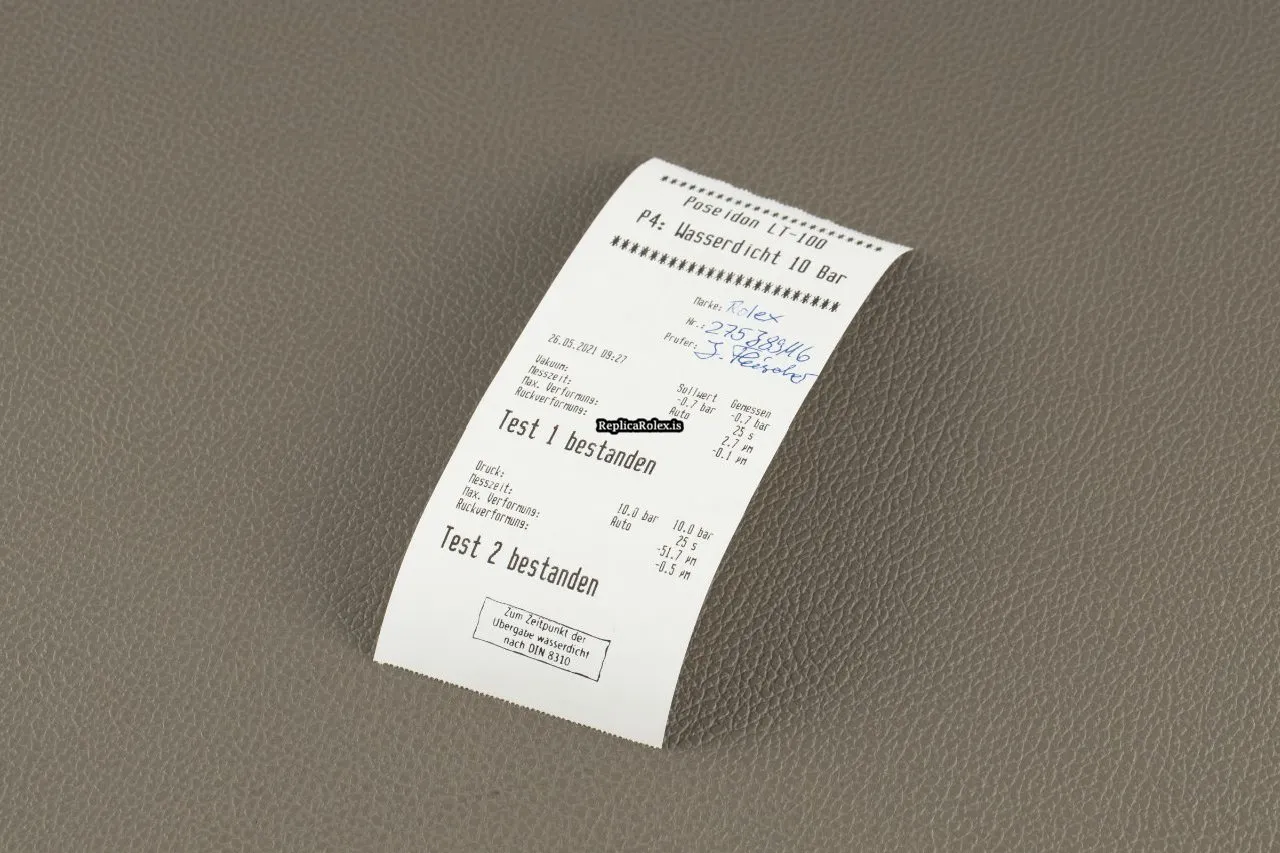 ************************
Poseidon LT-100
P4: Wasserdicht 10 Bar
************************
Marke: Rolex
Nr.:
Prufer:
26.05.2021 09:27
Sollwert Gemessen
Vakuum: -0.7 bar -0.7 bar
Messzeit: Auto 25 s
Max. Verformung: 2.7 µm
Ruckverformung: -0.1 µm
Test 1 bestanden
Druck: 10.0 bar 10.0 bar
Messzeit: Auto 25 s
Max. Verformung: -51.7 µm
Ruckverformung: -0.5 µm
Test 2 bestanden
Zum Zeitpunkt der
Übergabe wasserdicht
nach DIN 8310
ReplicaRolex.is